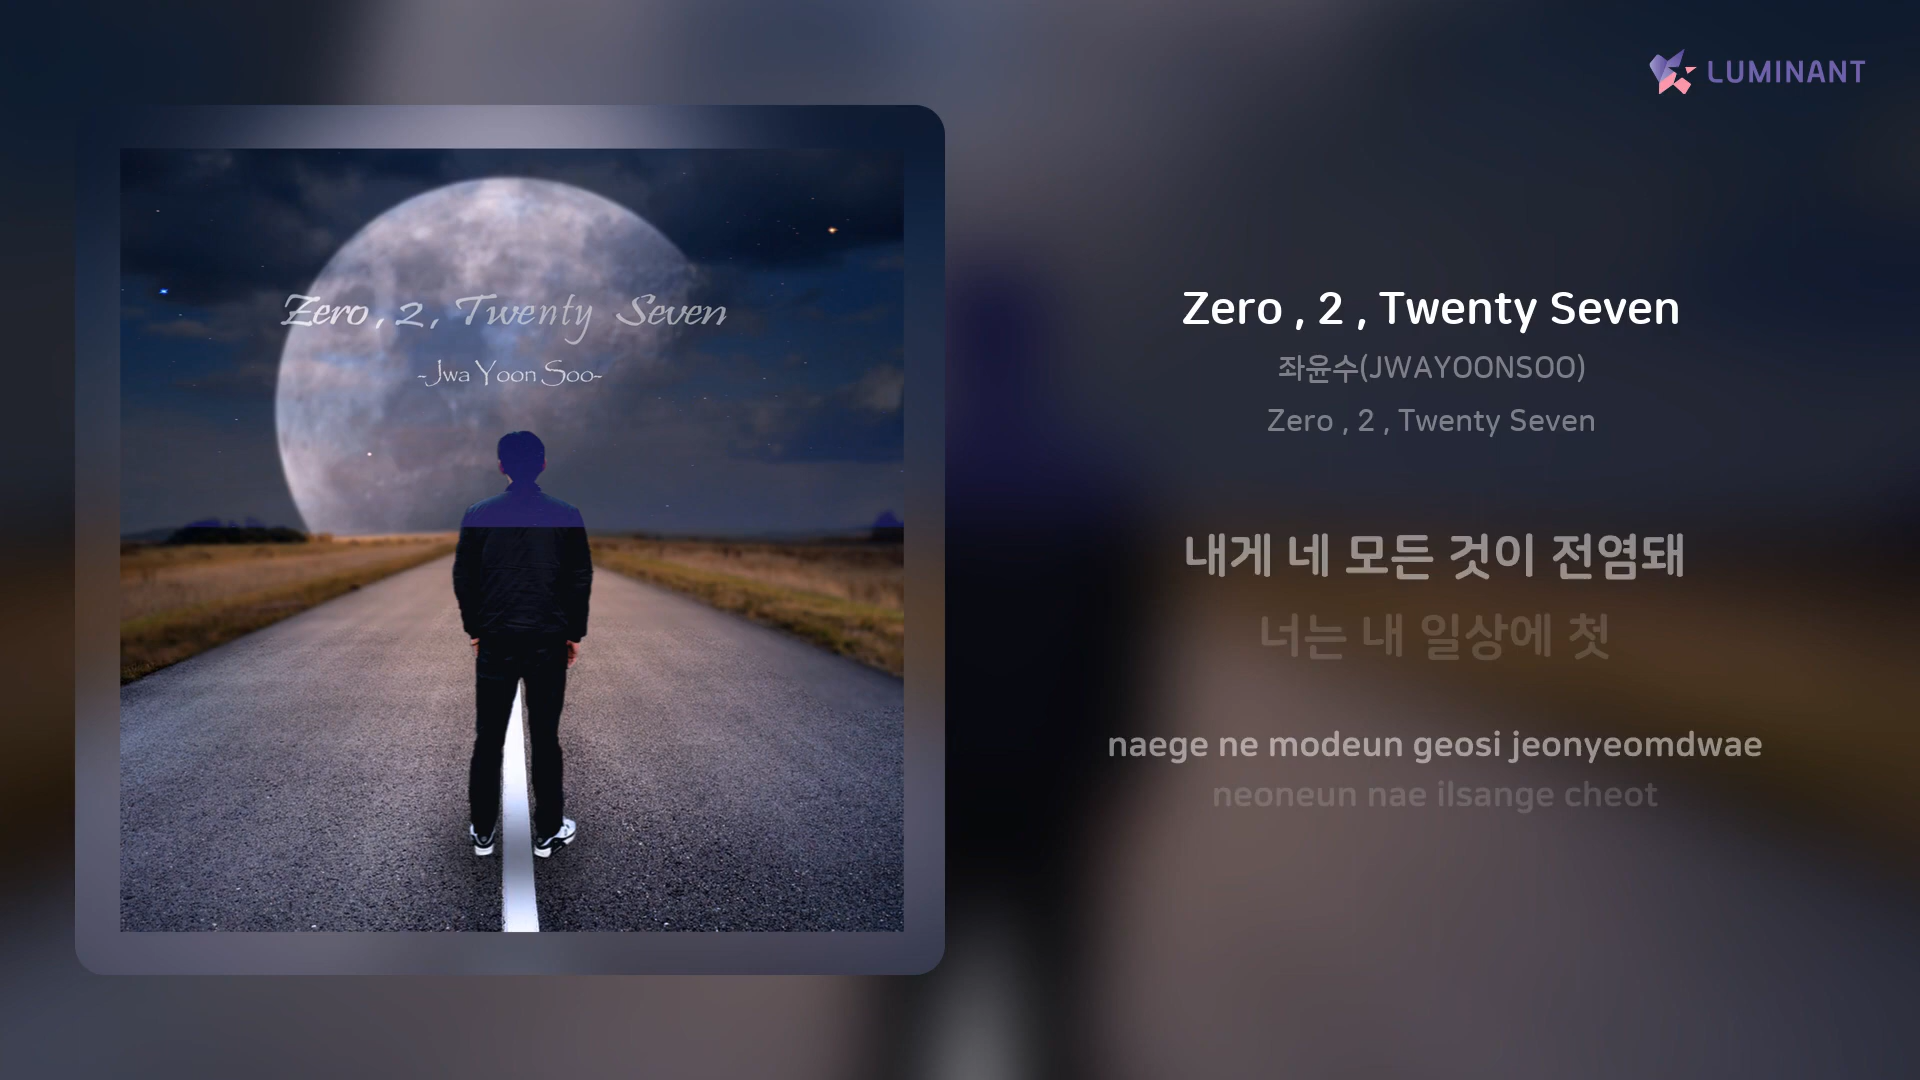 LUMINANT
Zero , 2 , Twenty Seven
-Jwa Yoon Soo-
Zero , 2 , Twenty Seven
좌윤수(JWAYOONSOO)
Zero , 2 , Twenty Seven
내게 네 모든 것이 전염돼
너는 내 일상에 첫
naege ne modeun geosi jeonyeomdwae
neoneun nae ilsange cheot